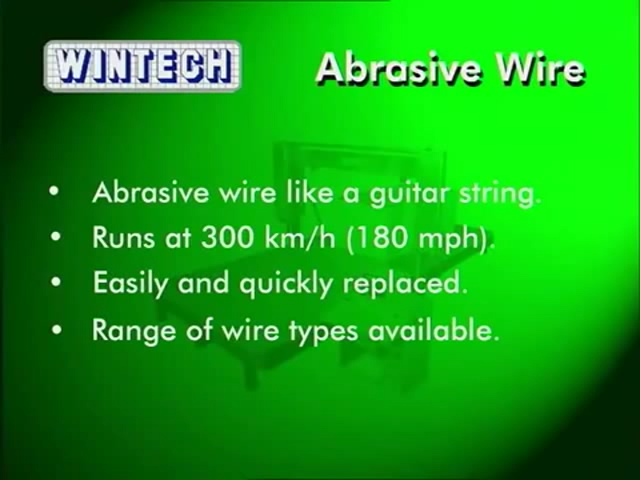 WINTECH
Abrasive Wire
• Abrasive wire like a guitar string.
• Runs at 300 km/h (180 mph).
• Easily and quickly replaced.
• Range of wire types available.